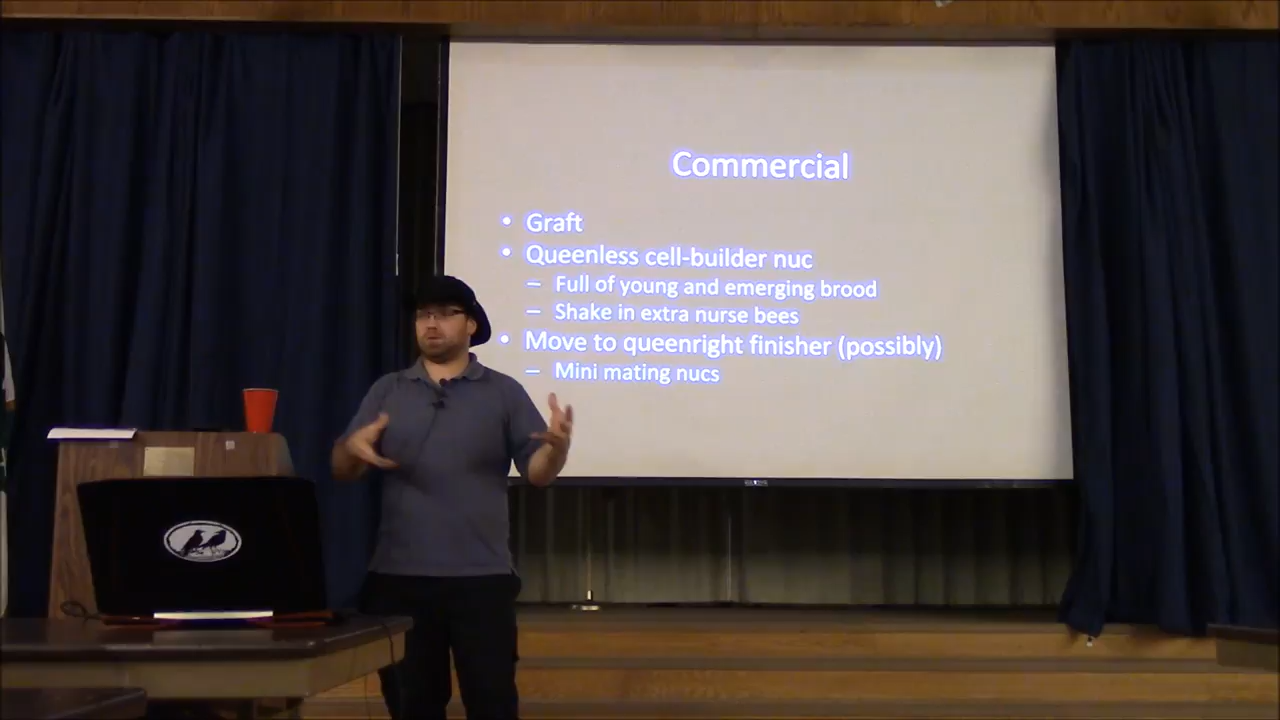 Commercial
• Graft
• Queenless cell-builder nuc
– Full of young and emerging brood
– Shake in extra nurse bees
• Move to queenright finisher (possibly)
– Mini mating nucs